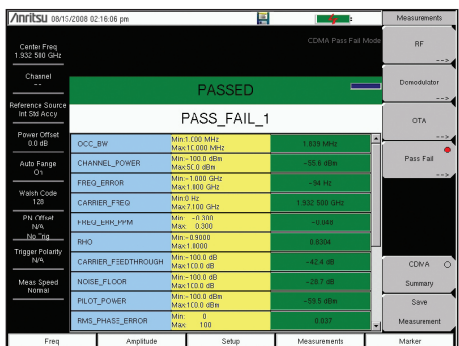 Anritsu 08/15/2008 02:16:06 pm
Measurements
CDMA Pass Fail Mode
Center Freq
1.932 500 GHz
Channel
--
Reference Source
Int Std Accy
Power Offset
0.0 dB
Auto Range
On
Walsh Code
128
PN Offset
N/A
No Trig
Trigger Polarity
N/A
Meas Speed
Normal
PASSED
PASS_FAIL_1
OCC_BW Min:1.000 MHz Max:10.000 MHz 1.839 MHz
CHANNEL_POWER Min:-100.0 dBm Max:50.0 dBm -55.6 dBm
FREQ_ERROR Min:-1.000 GHz Max:1.000 GHz -94 Hz
CARRIER_FREQ Min:0 Hz Max:7.100 GHz 1.932 500 GHz
FREQ_ERR_PPM Min: -0.300 Max: 0.300 -0.048
RHO Min:-0.9000 Max:1.0000 0.8304
CARRIER_FEEDTHROUGH Min:-100.0 dB Max:100.0 dB -42.4 dB
NOISE_FLOOR Min:-100.0 dB Max:100.0 dB -20.7 dB
PILOT_POWER Min:-100.0 dBm Max:100.0 dBm -59.5 dBm
RMS_PHASE_ERROR Min: 0 Max: 100 0.037
RF
-->
Demodulator
-->
OTA
-->
Pass Fail
-->
CDMA
Summary
Save
Measurement
Freq Amplitude Setup Measurements Marker